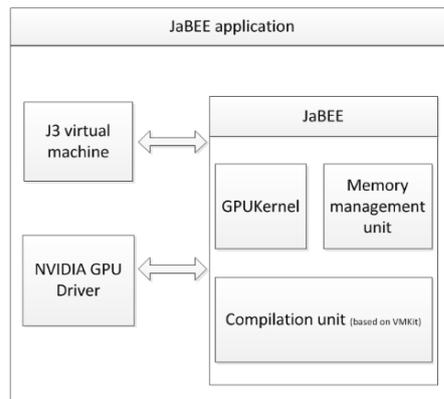 JaBEE application
J3 virtual
machine
JaBEE
GPUKernel
Memory
management
unit
NVIDIA GPU
Driver
Compilation unit (based on VMKit)